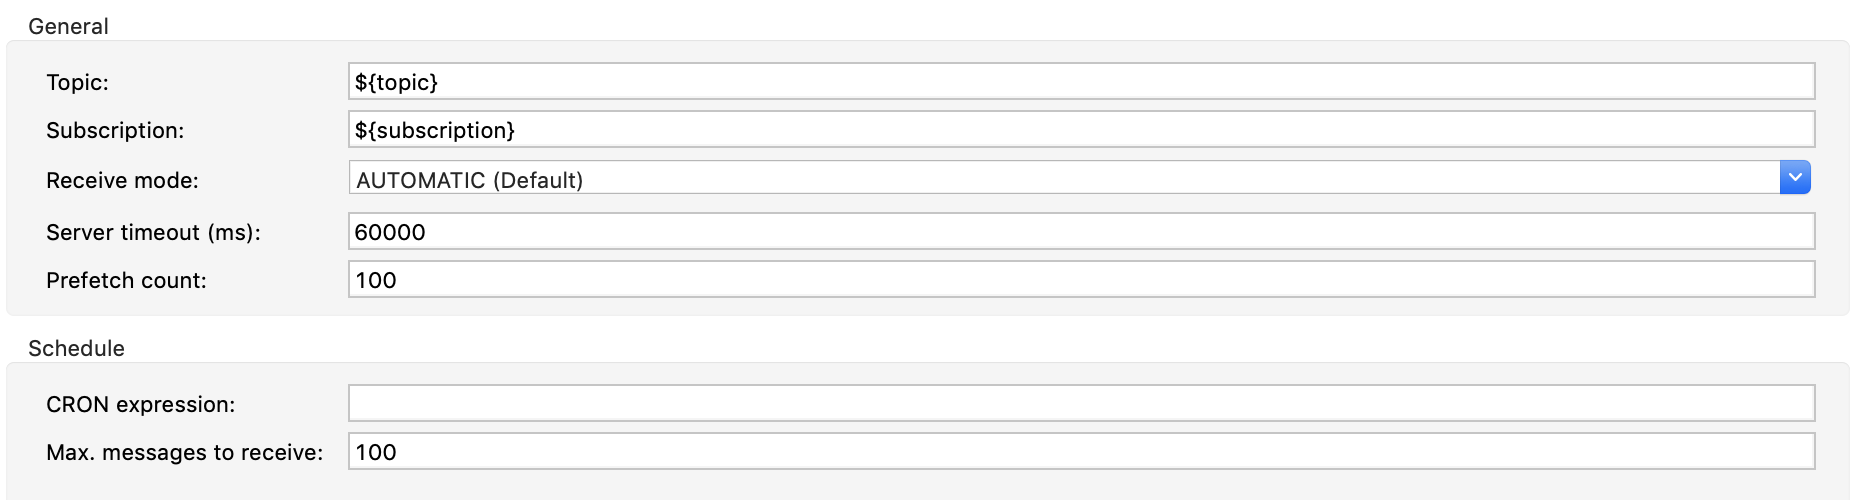 General
Topic: ${topic}
Subscription: ${subscription}
Receive mode: AUTOMATIC (Default)
Server timeout (ms): 60000
Prefetch count: 100
Schedule
CRON expression:
Max. messages to receive: 100